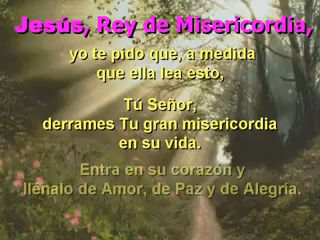 Jesús, Rey de Misericordia,
yo te pido que, a medida
que ella lea esto,
Tú Señor,
derrames Tu gran misericordia
en su vida.
Entra en su corazón y
llénalo de Amor, de Paz y de Alegría.